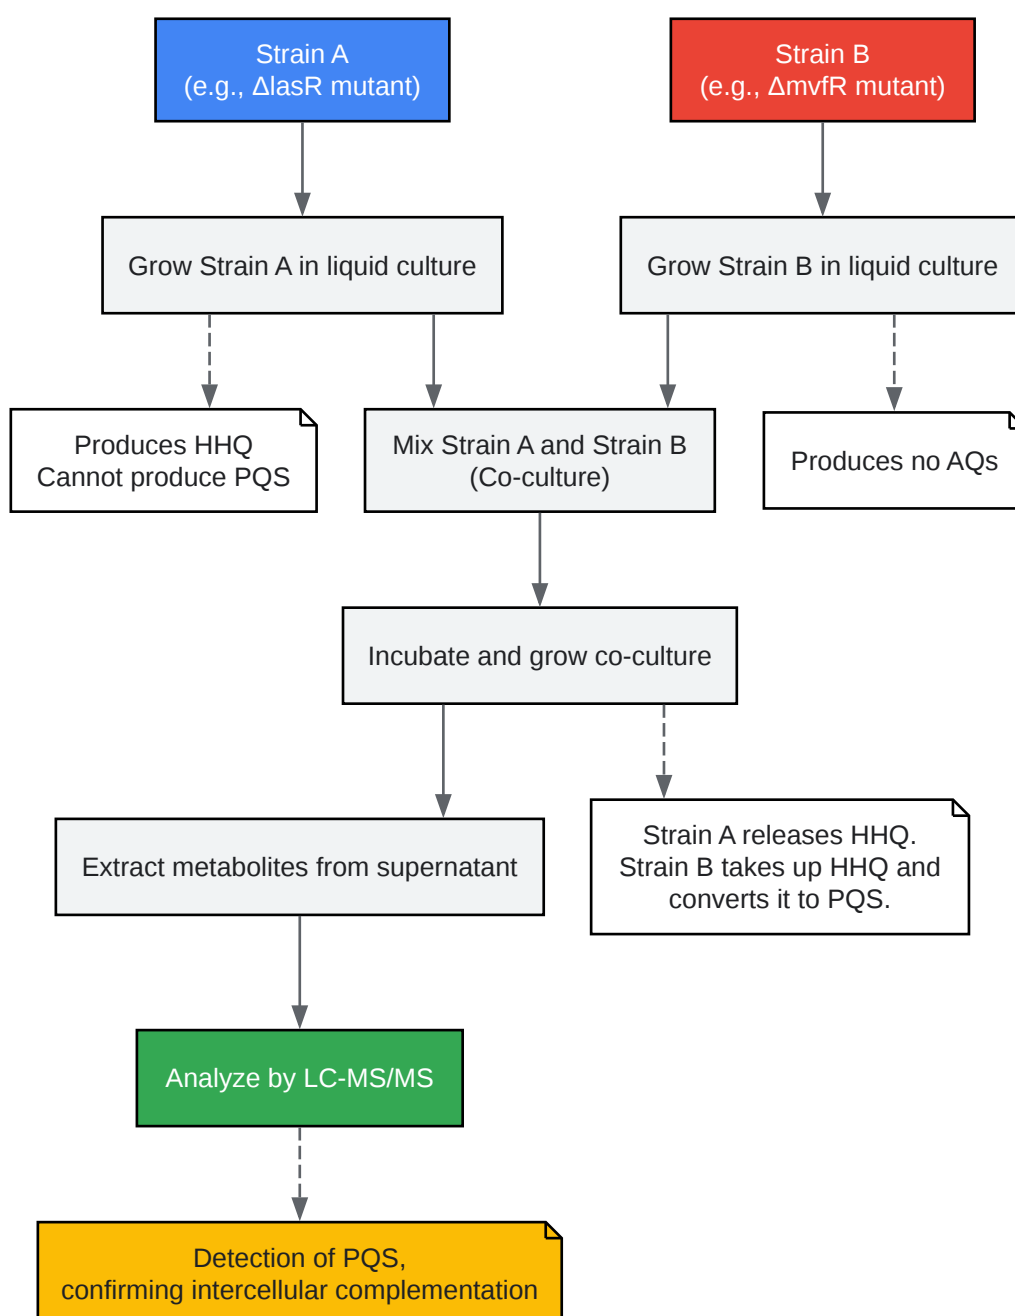 Strain A
(e.g., ΔlasR mutant)
Strain B
(e.g., ΔmvfR mutant)
Grow Strain A in liquid culture
Grow Strain B in liquid culture
Produces HHQ
Cannot produce PQS
Mix Strain A and Strain B
(Co-culture)
Produces no AQs
Incubate and grow co-culture
Extract metabolites from supernatant
Strain A releases HHQ.
Strain B takes up HHQ and
converts it to PQS.
Analyze by LC-MS/MS
Detection of PQS,
confirming intercellular complementation